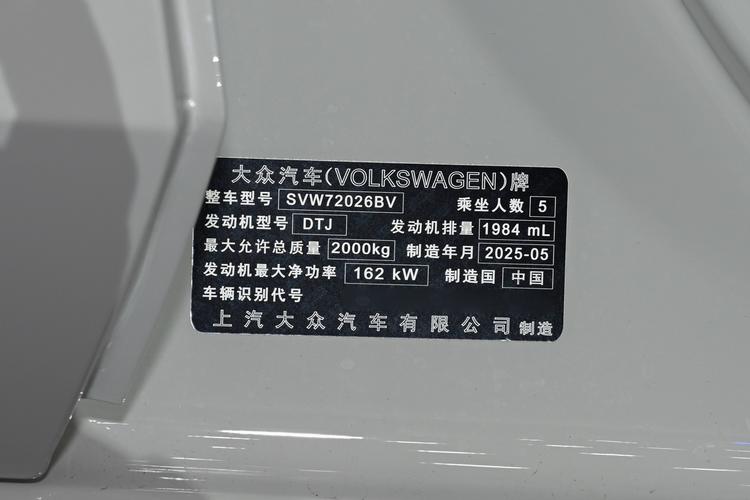 大众汽车(VOLKSWAGEN)牌
整车型号 SVW72026BV 乘坐人数 5
发动机型号 DTJ 发动机排量 1984 mL
最大允许总质量 2000kg 制造年月 2025-05
发动机最大净功率 162 kW 制造国 中国
车辆识别代号
上汽大众汽车有限公司 制造